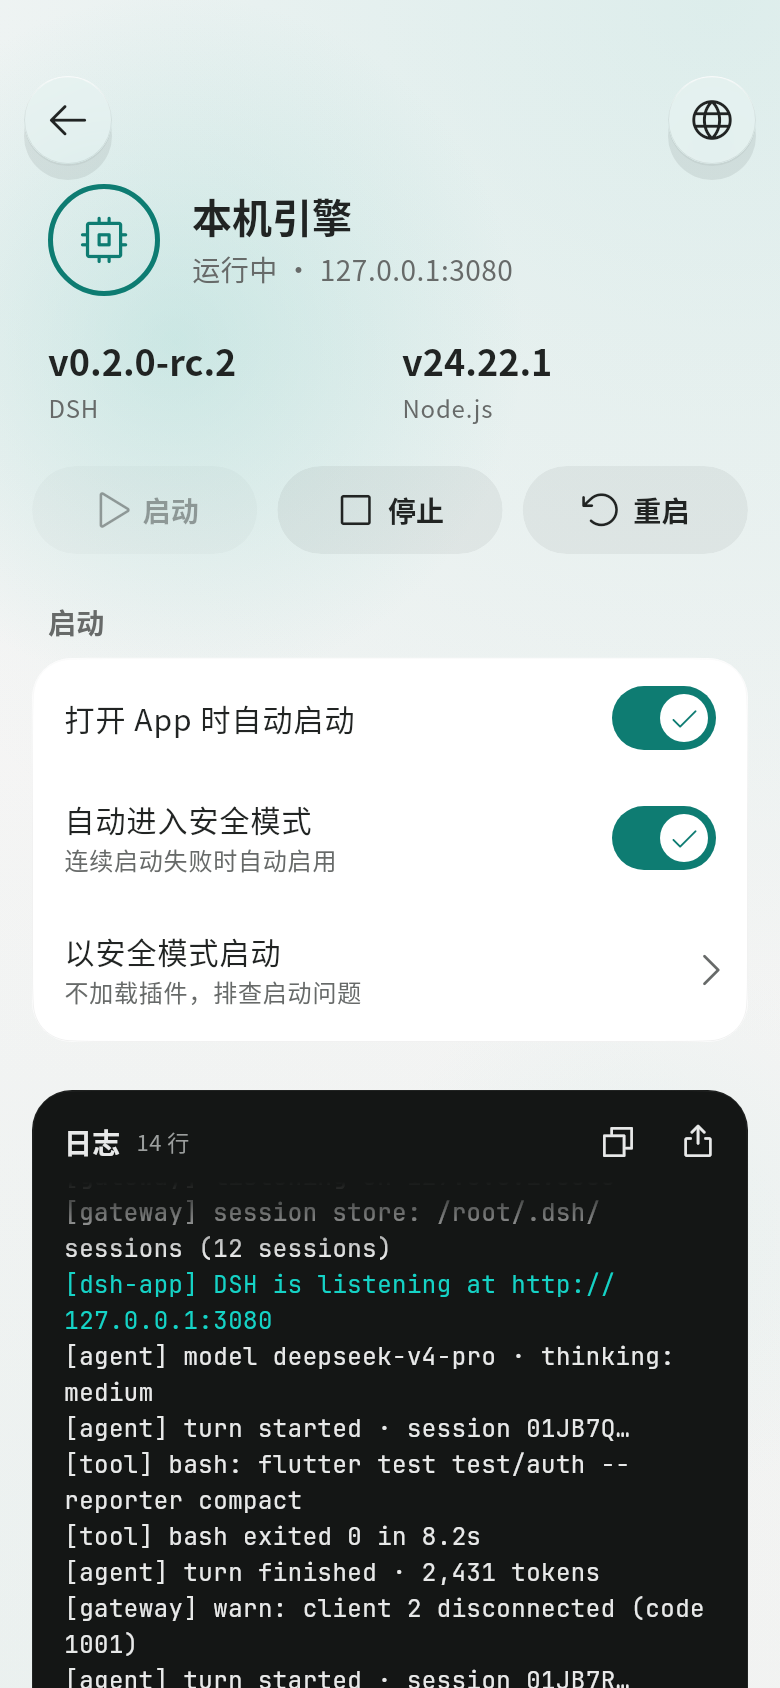 本机引擎
运行中 · 127.0.0.1:3080
v0.2.0-rc.2
DSH
v24.22.1
Node.js
启动
停止
重启
启动
打开 App 时自动启动
自动进入安全模式
连续启动失败时自动启用
以安全模式启动
不加载插件，排查启动问题
日志 14 行
[gateway] session store: /root/.dsh/
sessions (12 sessions)
[dsh-app] DSH is listening at http://
127.0.0.1:3080
[agent] model deepseek-v4-pro · thinking:
medium
[agent] turn started · session 01JB7Q…
[tool] bash: flutter test test/auth --
reporter compact
[tool] bash exited 0 in 8.2s
[agent] turn finished · 2,431 tokens
[gateway] warn: client 2 disconnected (code
1001)
[agent] turn started · session 01JB7R…